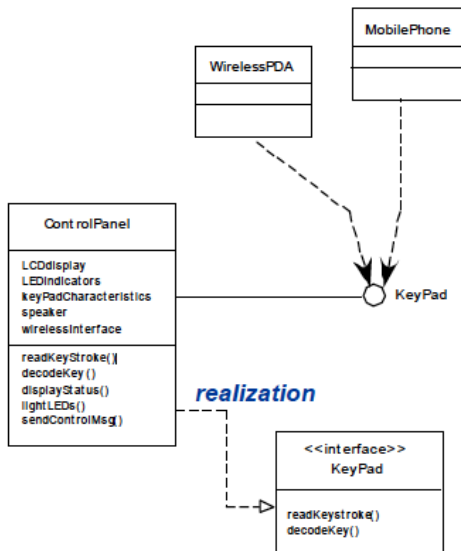 MobilePhone
WirelessPDA
ControlPanel
LCDdisplay
LEDindicators
keyPadCharacteristics
speaker
wirelessInterface
KeyPad
readKeyStroke()
decodeKey()
displayStatus()
lightLEDs()
sendControlMsg()
realization
<<interface>>
KeyPad
readKeystroke()
decodeKey()